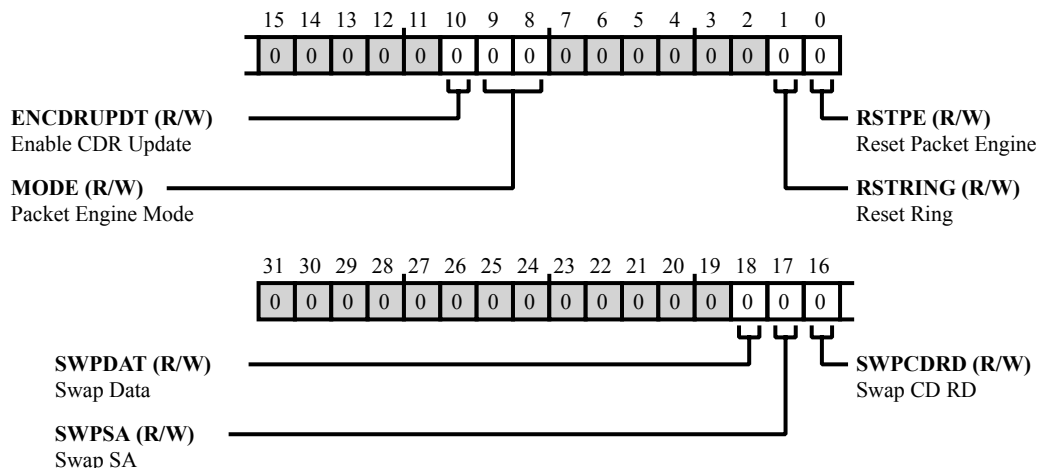 15 14 13 12 11 10 9 8 7 6 5 4 3 2 1 0
0 0 0 0 0 0 0 0 0 0 0 0 0 0 0 0
ENCDRUPDT (R/W)
Enable CDR Update
RSTPE (R/W)
Reset Packet Engine
MODE (R/W)
Packet Engine Mode
RSTRING (R/W)
Reset Ring
31 30 29 28 27 26 25 24 23 22 21 20 19 18 17 16
0 0 0 0 0 0 0 0 0 0 0 0 0 0 0 0
SWPDAT (R/W)
Swap Data
SWPCDRD (R/W)
Swap CD RD
SWPSA (R/W)
Swap SA